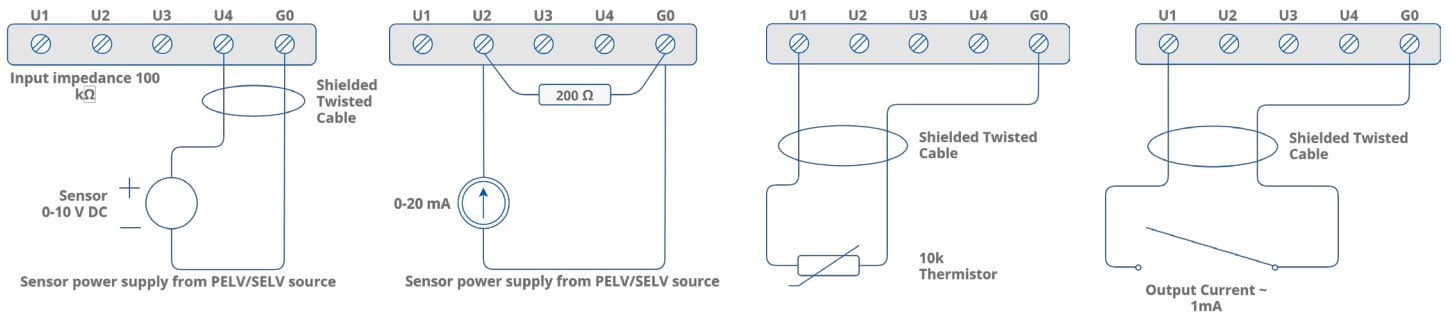 U1 U2 U3 U4 G0
Input impedance 100
kΩ
Shielded
Twisted
Cable
Sensor
0-10 V DC
Sensor power supply from PELV/SELV source
U1 U2 U3 U4 G0
200 Ω
0-20 mA
Sensor power supply from PELV/SELV source
U1 U2 U3 U4 G0
Shielded Twisted
Cable
10k
Thermistor
U1 U2 U3 U4 G0
Shielded Twisted
Cable
Output Current ~
1mA